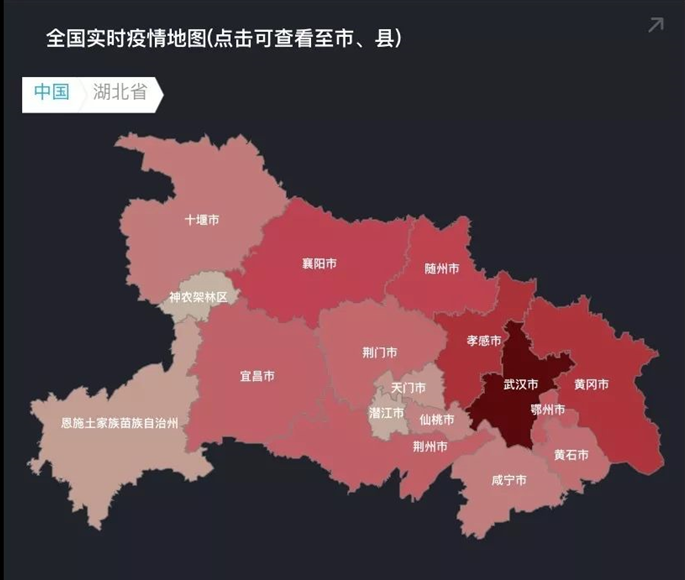 全国实时疫情地图(点击可查看至市、县)
中国
湖北省
十堰市
襄阳市
随州市
神农架林区
孝感市
荆门市
宜昌市
武汉市
黄冈市
天门市
鄂州市
潜江市
仙桃市
恩施土家族苗族自治州
荆州市
黄石市
咸宁市